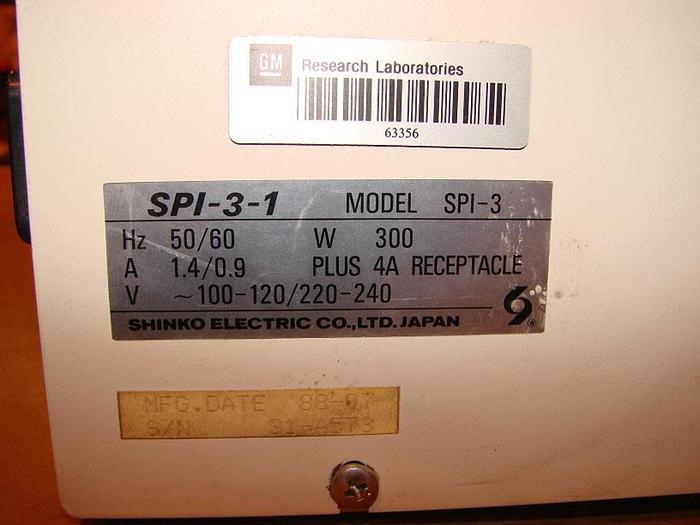 GM Research Laboratories
63356
SPI-3-1 MODEL SPI-3
Hz 50/60 W 300
A 1.4/0.9 PLUS 4A RECEPTACLE
V ~100-120/220-240
SHINKO ELECTRIC CO.,LTD. JAPAN ®
MFG.DATE 88-07
S/N 31-4573